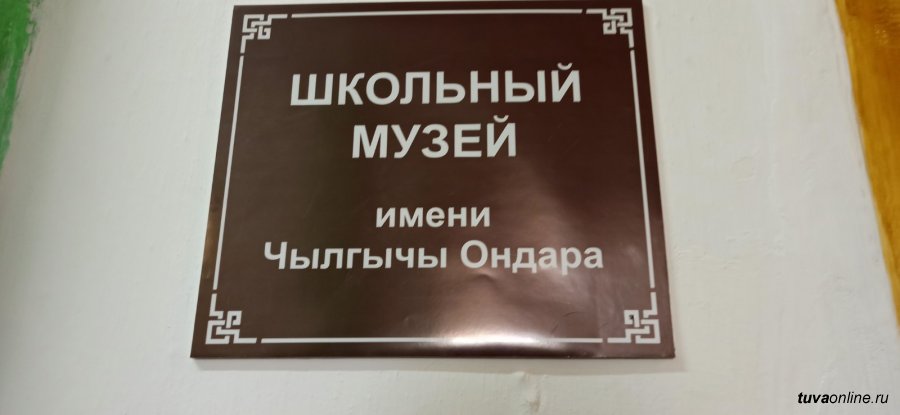 ШКОЛЬНЫЙ
МУЗЕЙ
имени
Чылгычы Ондара
tuvaonline.ru